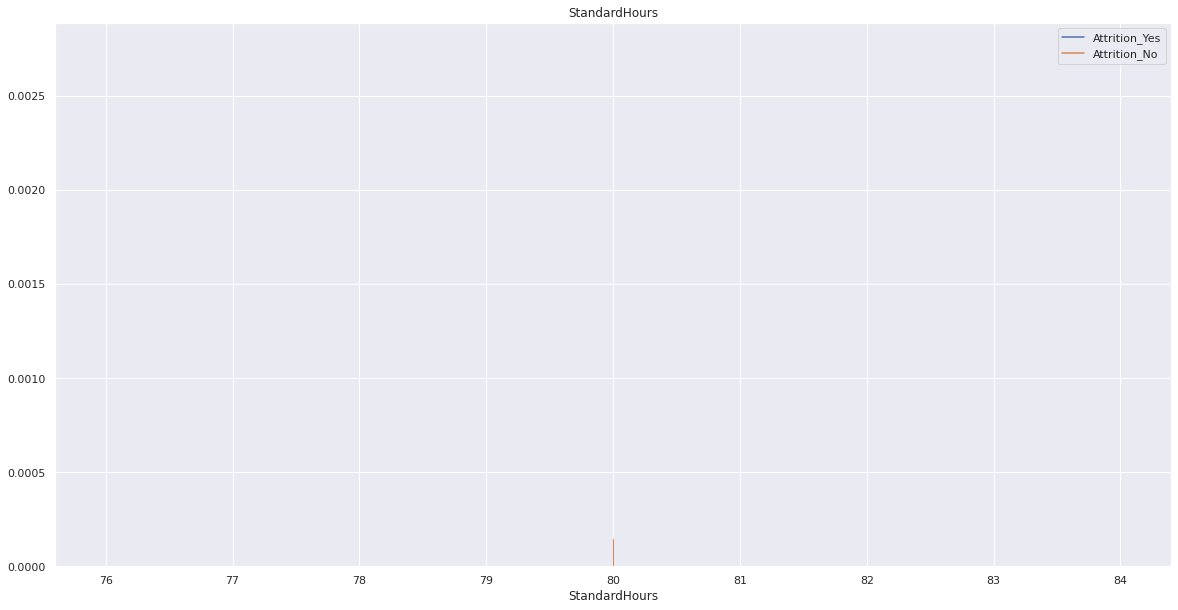 StandardHours
Attrition_Yes
Attrition_No
0.0025
0.0020
0.0015
0.0010
0.0005
0.0000
76 77 78 79 80 81 82 83 84
StandardHours